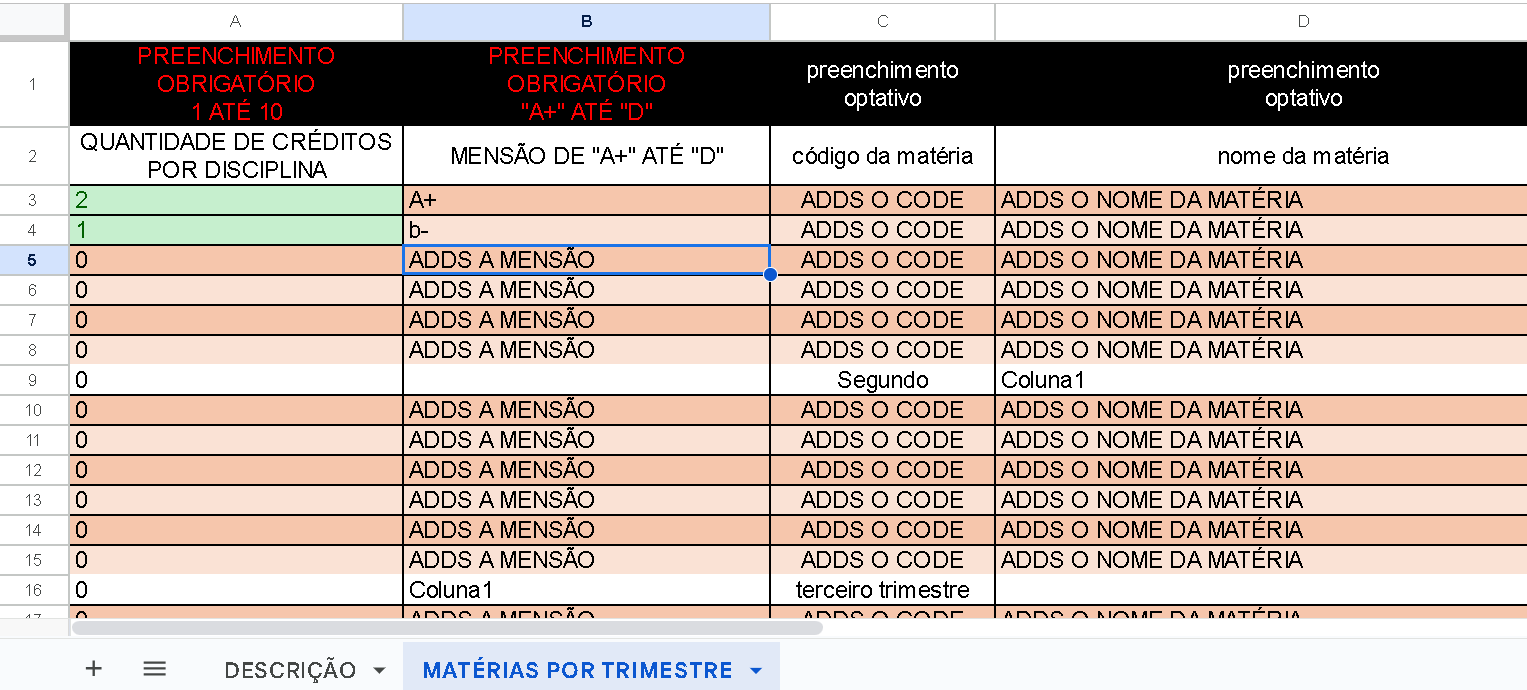 A B C D
1 PREENCHIMENTO OBRIGATÓRIO 1 ATÉ 10 PREENCHIMENTO OBRIGATÓRIO "A+" ATÉ "D" preenchimento optativo preenchimento optativo
2 QUANTIDADE DE CRÉDITOS POR DISCIPLINA MENSÃO DE "A+" ATÉ "D" código da matéria nome da matéria
3 2 A+ ADDS O CODE ADDS O NOME DA MATÉRIA
4 1 b- ADDS O CODE ADDS O NOME DA MATÉRIA
5 0 ADDS A MENSÃO ADDS O CODE ADDS O NOME DA MATÉRIA
6 0 ADDS A MENSÃO ADDS O CODE ADDS O NOME DA MATÉRIA
7 0 ADDS A MENSÃO ADDS O CODE ADDS O NOME DA MATÉRIA
8 0 ADDS A MENSÃO ADDS O CODE ADDS O NOME DA MATÉRIA
9 0 Segundo Coluna1
10 0 ADDS A MENSÃO ADDS O CODE ADDS O NOME DA MATÉRIA
11 0 ADDS A MENSÃO ADDS O CODE ADDS O NOME DA MATÉRIA
12 0 ADDS A MENSÃO ADDS O CODE ADDS O NOME DA MATÉRIA
13 0 ADDS A MENSÃO ADDS O CODE ADDS O NOME DA MATÉRIA
14 0 ADDS A MENSÃO ADDS O CODE ADDS O NOME DA MATÉRIA
15 0 ADDS A MENSÃO ADDS O CODE ADDS O NOME DA MATÉRIA
16 0 Coluna1 terceiro trimestre
17 0 ADDS A MENSÃO ADDS O CODE ADDS O NOME DA MATÉRIA
DESCRIÇÃO MATÉRIAS POR TRIMESTRE